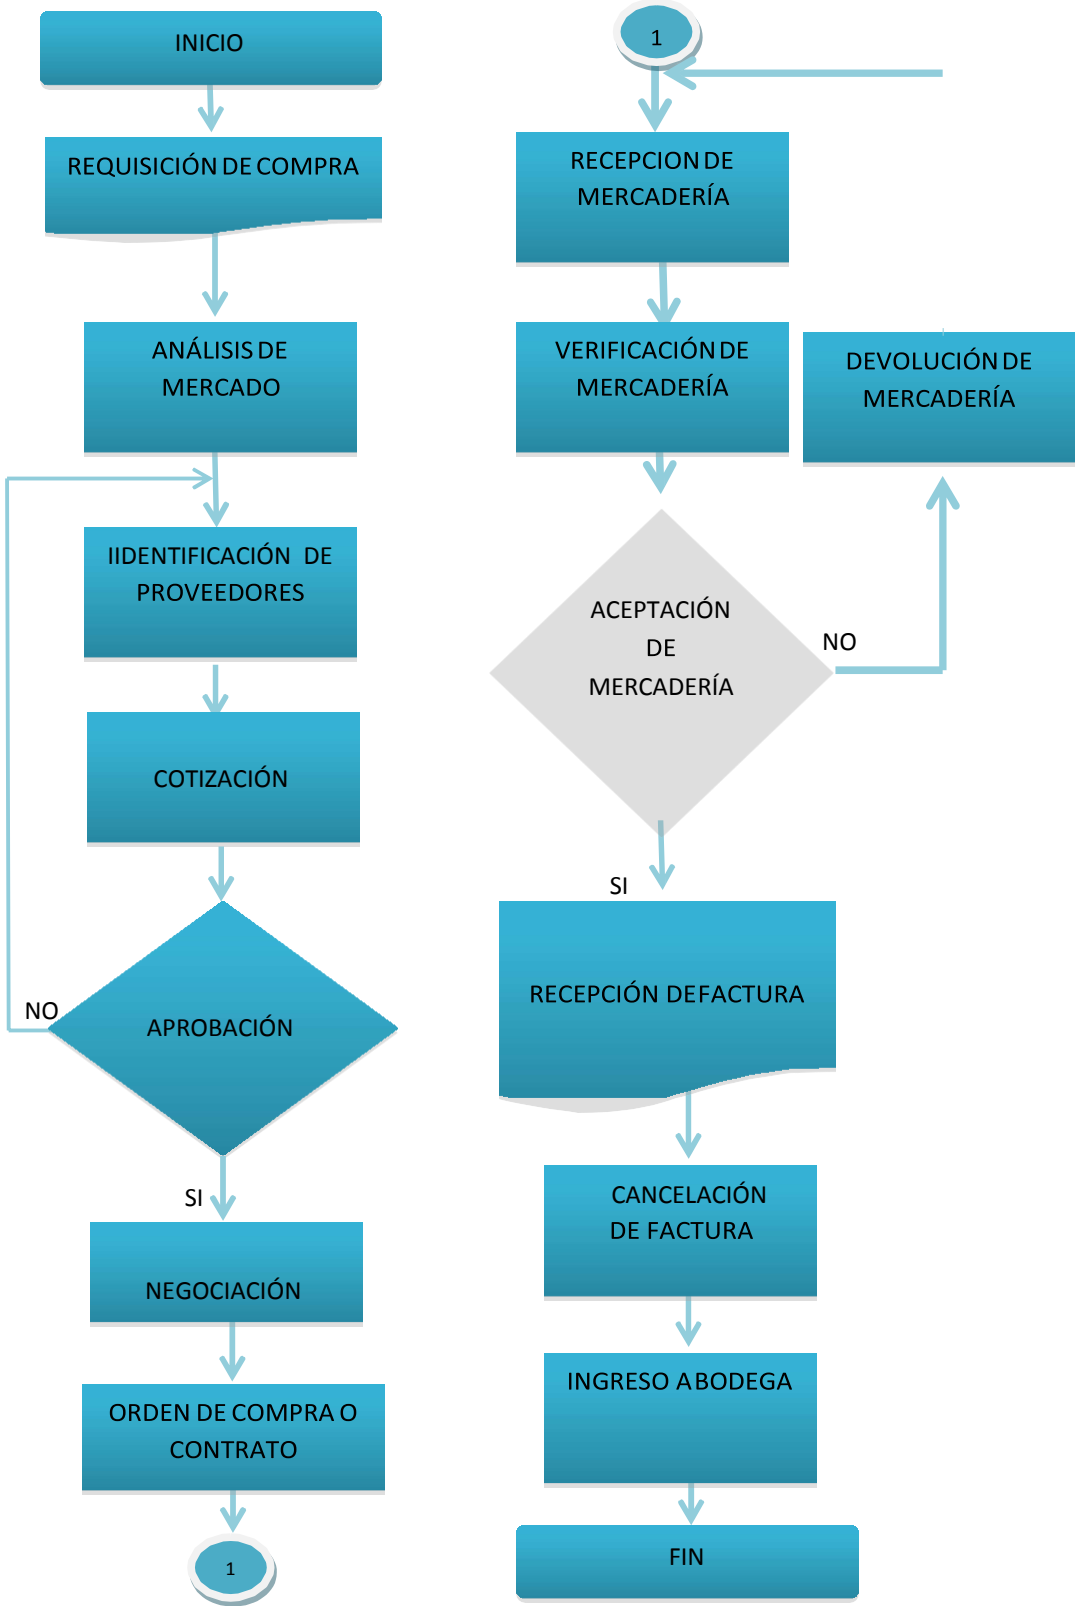 INICIO
REQUISICIÓN DE COMPRA
ANÁLISIS DE
MERCADO
IIDENTIFICACIÓN DE
PROVEEDORES
COTIZACIÓN
NO
APROBACIÓN
SI
NEGOCIACIÓN
ORDEN DE COMPRA O
CONTRATO
1
1
RECEPCION DE
MERCADERÍA
VERIFICACIÓN DE
MERCADERÍA
DEVOLUCIÓN DE
MERCADERÍA
ACEPTACIÓN
DE
MERCADERÍA
NO
SI
RECEPCIÓN DEFACTURA
CANCELACIÓN
DE FACTURA
INGRESO A BODEGA
FIN